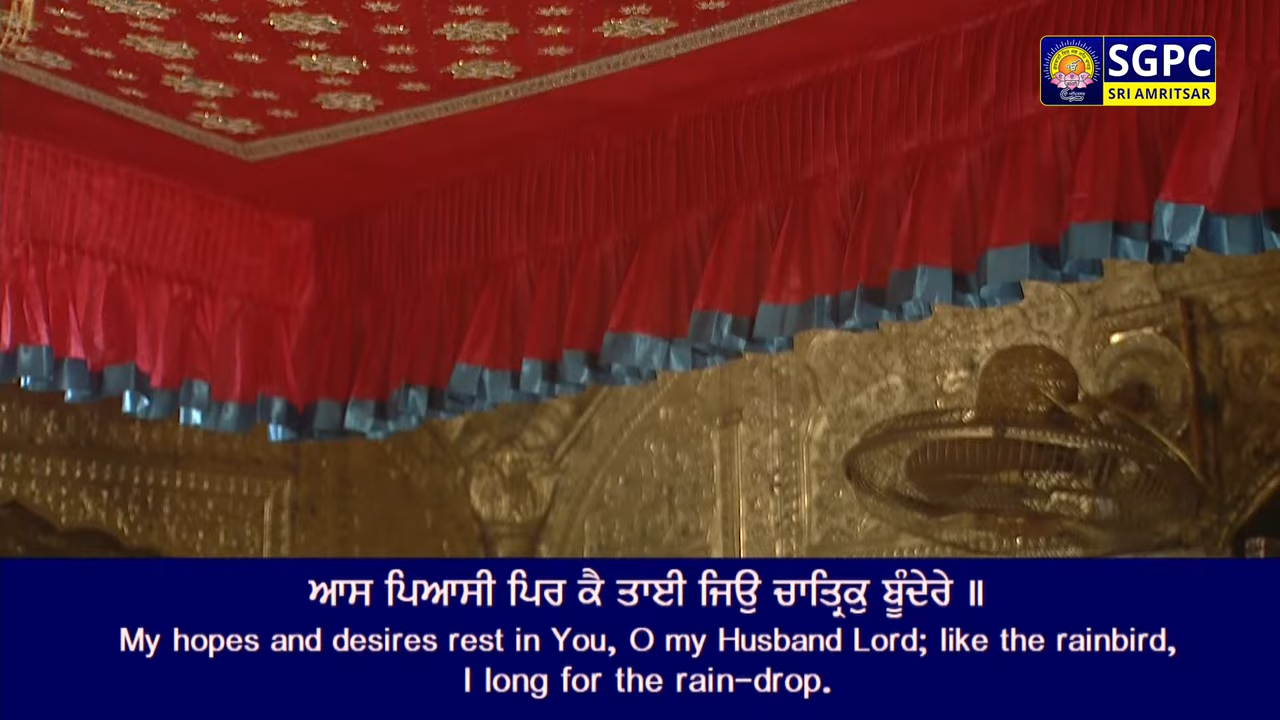 SGPC
SRI AMRITSAR
ਆਸ ਪਿਆਸੀ ਪਿਰ ਕੈ ਤਾਈ ਜਿਉ ਚਾਤ੍ਰਿਕੁ ਬੂੰਦੇਰੇ ॥
My hopes and desires rest in You, O my Husband Lord; like the rainbird,
I long for the rain-drop.